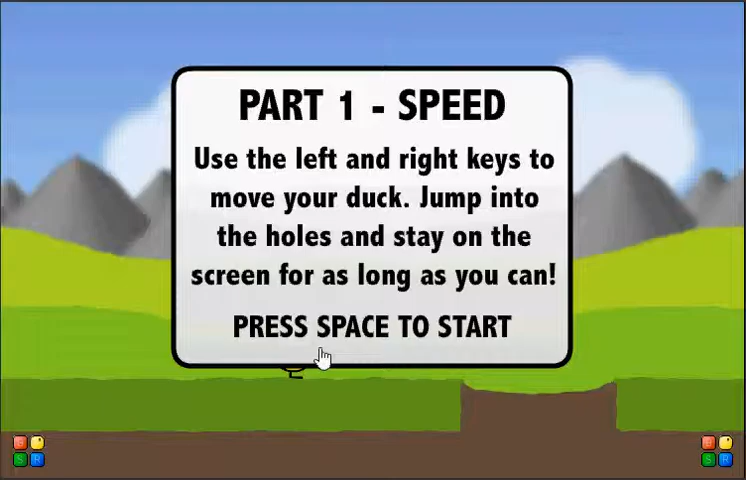 PART 1 - SPEED
Use the left and right keys to
move your duck. Jump into
the holes and stay on the
screen for as long as you can!
PRESS SPACE TO START